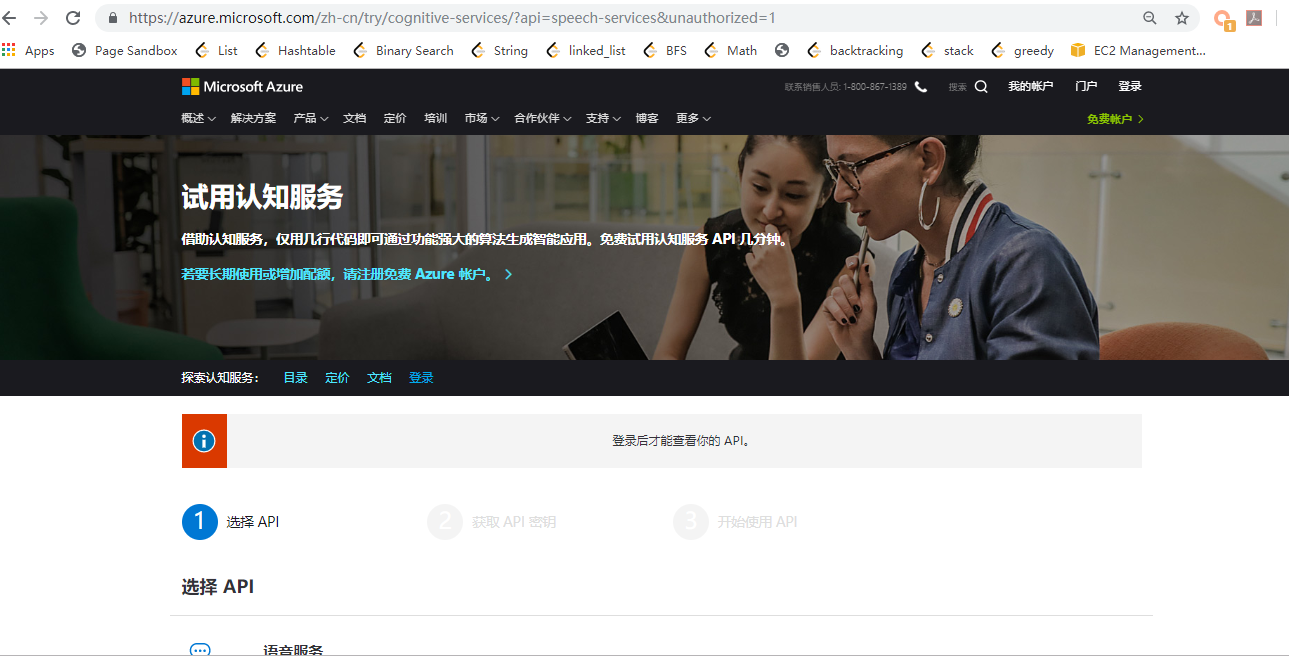 https://azure.microsoft.com/zh-cn/try/cognitive-services/?api=speech-services&unauthorized=1
1
Apps Page Sandbox List Hashtable Binary Search String linked_list BFS Math backtracking stack greedy EC2 Management...
Microsoft Azure 联系销售人员: 1-800-867-1389 搜索 我的帐户 门户 登录
概述 解决方案 产品 文档 定价 培训 市场 合作伙伴 支持 博客 更多 免费帐户
试用认知服务
借助认知服务，仅用几行代码即可通过功能强大的算法生成智能应用。免费试用认知服务 API 几分钟。
若要长期使用或增加配额，请注册免费 Azure 帐户。
探索认知服务： 目录 定价 文档 登录
登录后才能查看你的 API。
1 选择 API 2 获取 API 密钥 3 开始使用 API
选择 API
语音服务